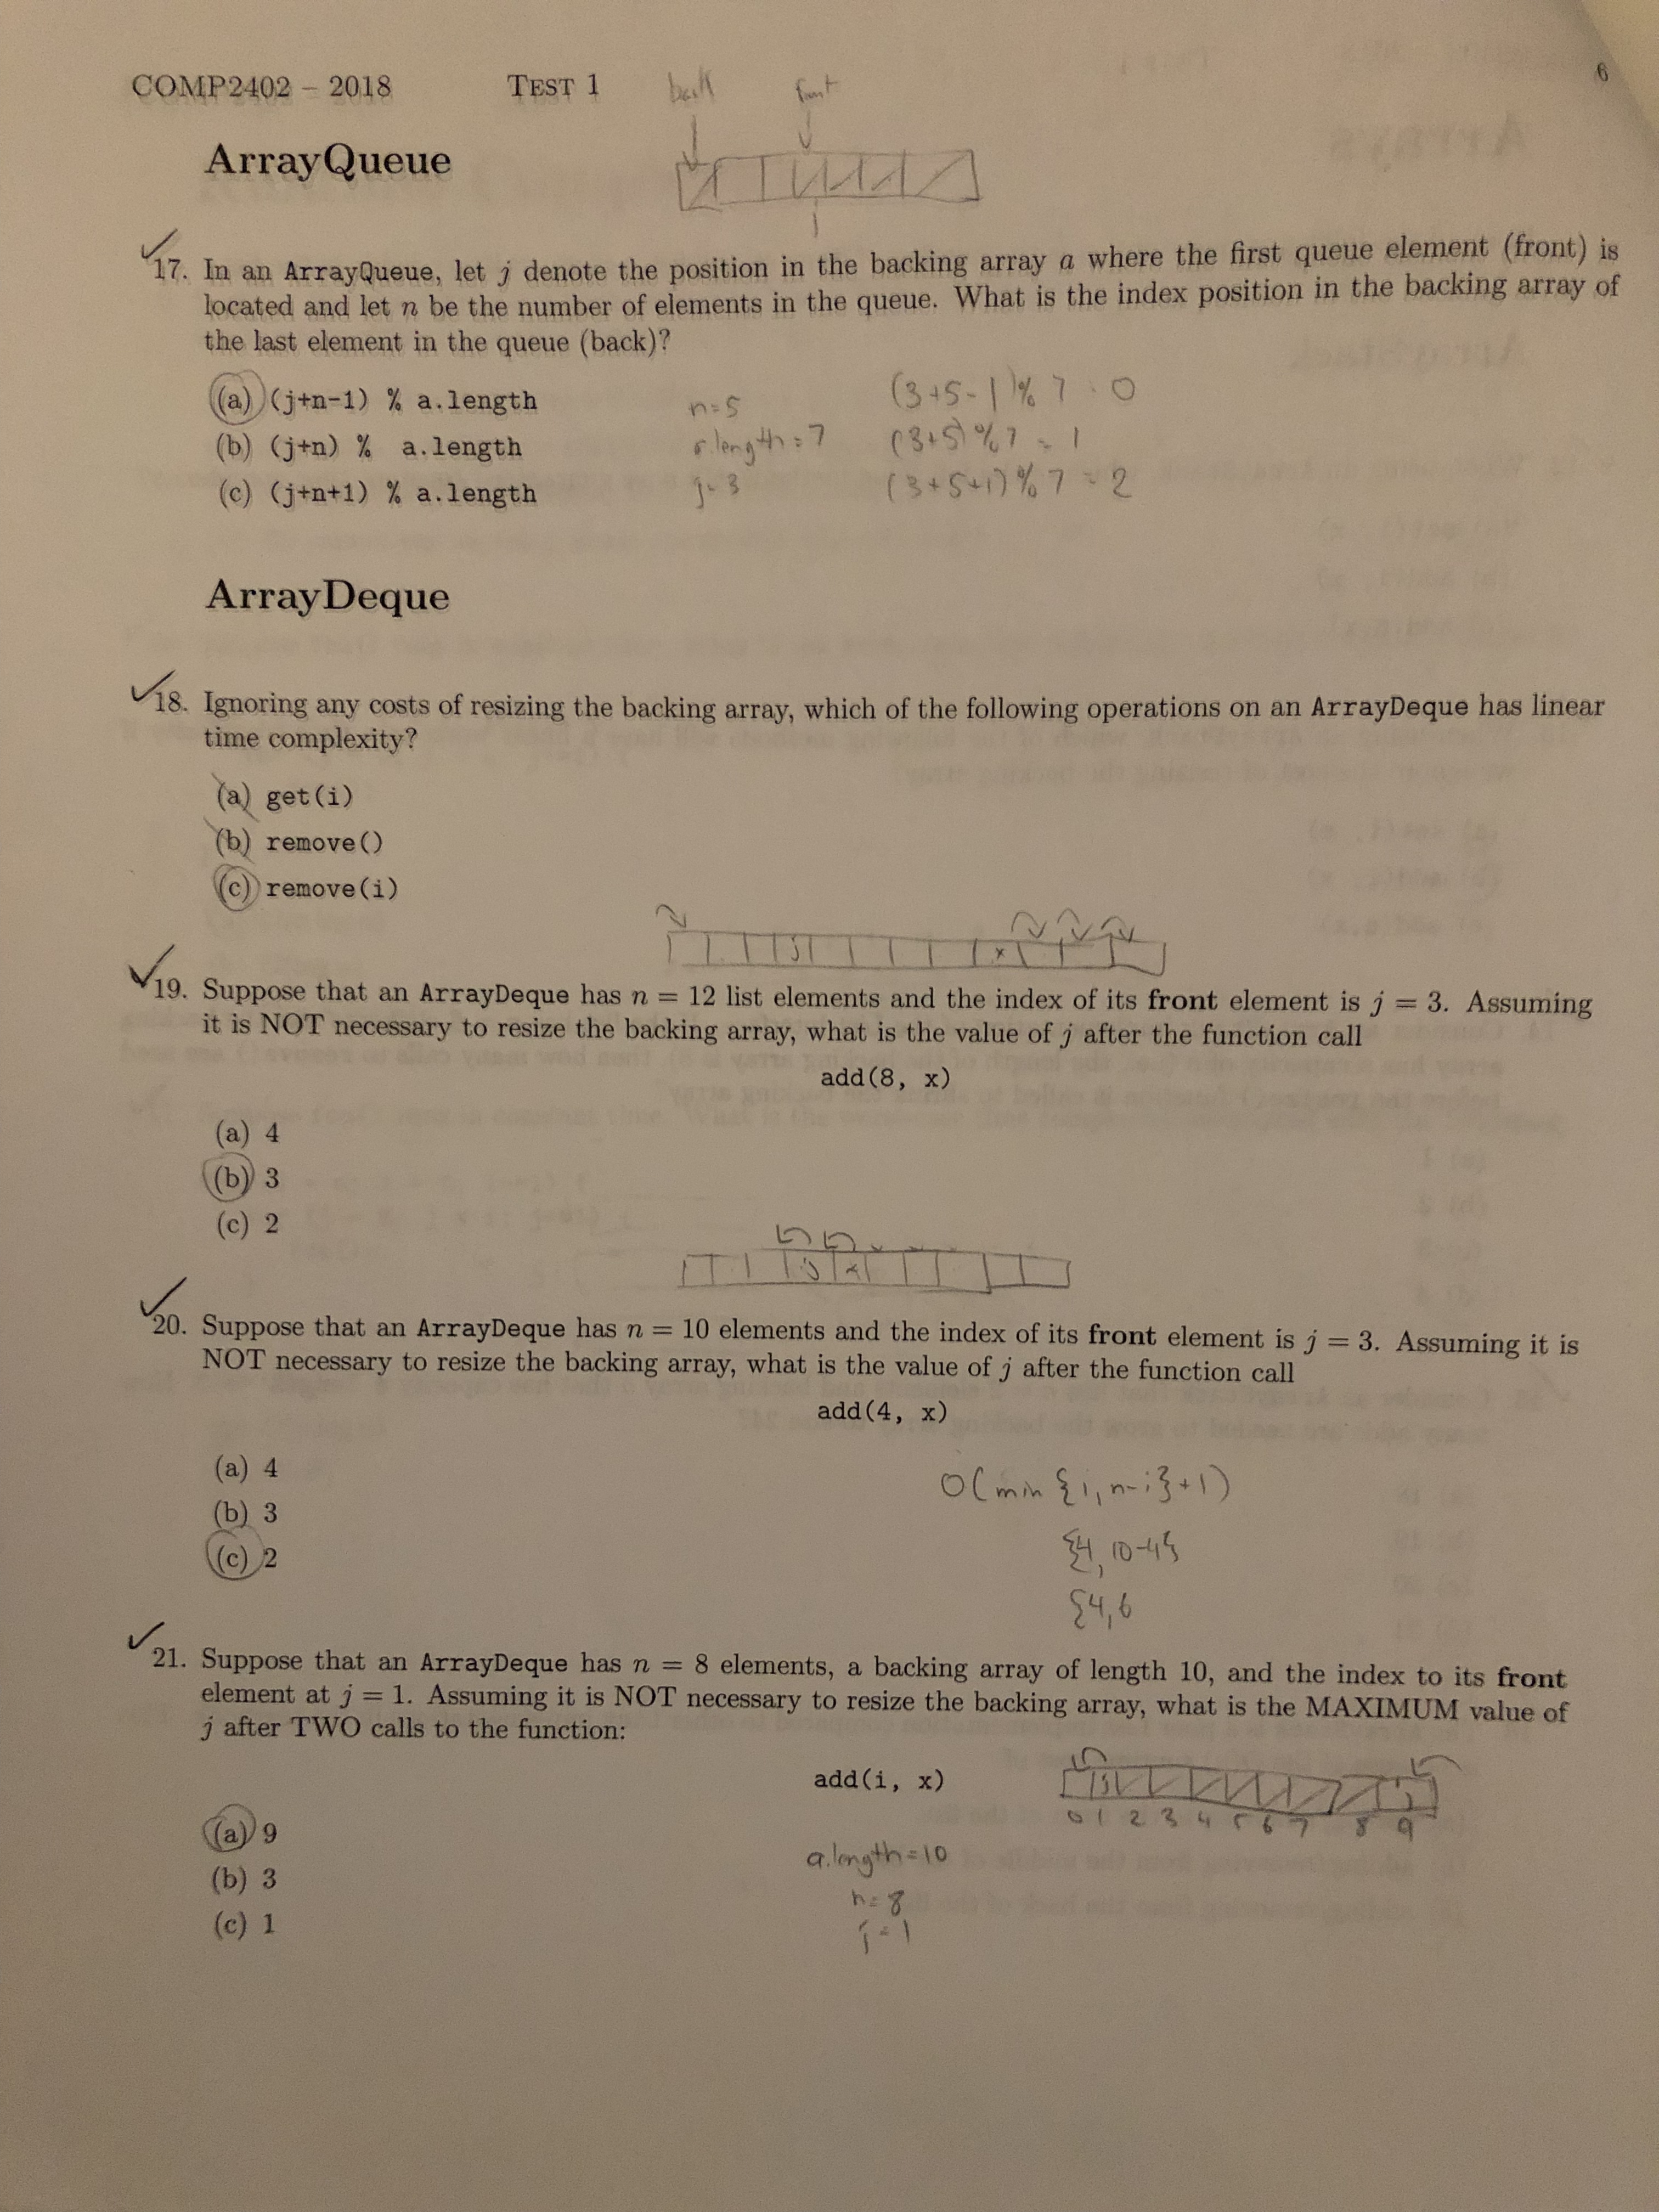 COMP2402 – 2018 TEST 1 6
back front
ArrayQueue
17. In an ArrayQueue, let j denote the position in the backing array a where the first queue element (front) is
located and let n be the number of elements in the queue. What is the index position in the backing array of
the last element in the queue (back)?
(a) (j+n-1) % a.length
(b) (j+n) % a.length
(c) (j+n+1) % a.length
n=5
a.length=7
j=3
(3+5-1)%7=0
(3+5)%7=1
(3+5+1)%7=2
ArrayDeque
18. Ignoring any costs of resizing the backing array, which of the following operations on an ArrayDeque has linear
time complexity?
(a) get(i)
(b) remove()
(c) remove(i)
j x
19. Suppose that an ArrayDeque has n = 12 list elements and the index of its front element is j = 3. Assuming
it is NOT necessary to resize the backing array, what is the value of j after the function call
add(8, x)
(a) 4
(b) 3
(c) 2
j x
20. Suppose that an ArrayDeque has n = 10 elements and the index of its front element is j = 3. Assuming it is
NOT necessary to resize the backing array, what is the value of j after the function call
add(4, x)
(a) 4
(b) 3
(c) 2
O(min{i,n-i}+1)
{4,10-4}
{4,6
21. Suppose that an ArrayDeque has n = 8 elements, a backing array of length 10, and the index to its front
element at j = 1. Assuming it is NOT necessary to resize the backing array, what is the MAXIMUM value of
j after TWO calls to the function:
add(i, x)
0 1 2 3 4 5 6 7 8 9
(a) 9
(b) 3
(c) 1
a.length=10
n=8
j=1